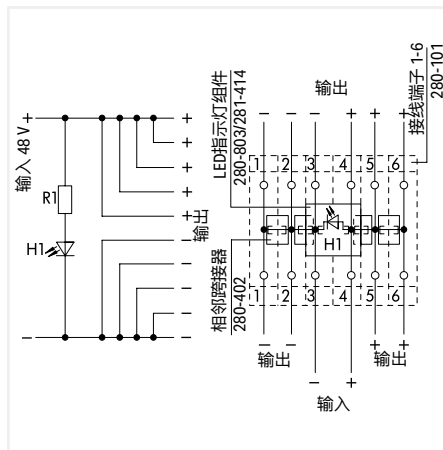 输入 48 V +
R1
H1
−
+
+
+
+
+
输出
−
−
−
−
−
LED指示灯组件
280-803/281-414
相邻跨接器
280-402
接线端子 1-6
280-101
输出
− − − + + +
1 2 3 4 5 6
H1
1 2 3 4 5 6
− − + +
输出 输出
− +
输入